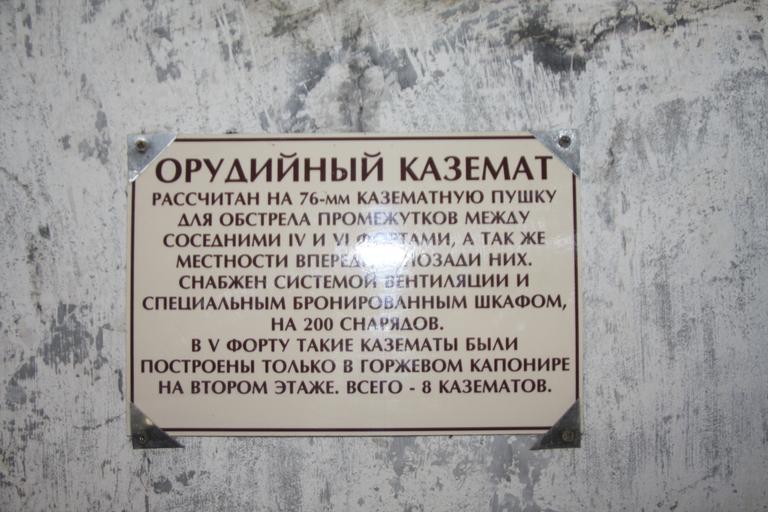 ОРУДИЙНЫЙ КАЗЕМАТ
РАССЧИТАН НА 76-мм КАЗЕМАТНУЮ ПУШКУ
ДЛЯ ОБСТРЕЛА ПРОМЕЖУТКОВ МЕЖДУ
СОСЕДНИМИ IV И VI ФОРТАМИ, А ТАК ЖЕ
МЕСТНОСТИ ВПЕРЕДИ ПОЗАДИ НИХ.
СНАБЖЕН СИСТЕМОЙ ВЕНТИЛЯЦИИ И
СПЕЦИАЛЬНЫМ БРОНИРОВАННЫМ ШКАФОМ,
НА 200 СНАРЯДОВ.
В V ФОРТУ ТАКИЕ КАЗЕМАТЫ БЫЛИ
ПОСТРОЕНЫ ТОЛЬКО В ГОРЖЕВОМ КАПОНИРЕ
НА ВТОРОМ ЭТАЖЕ. ВСЕГО - 8 КАЗЕМАТОВ.